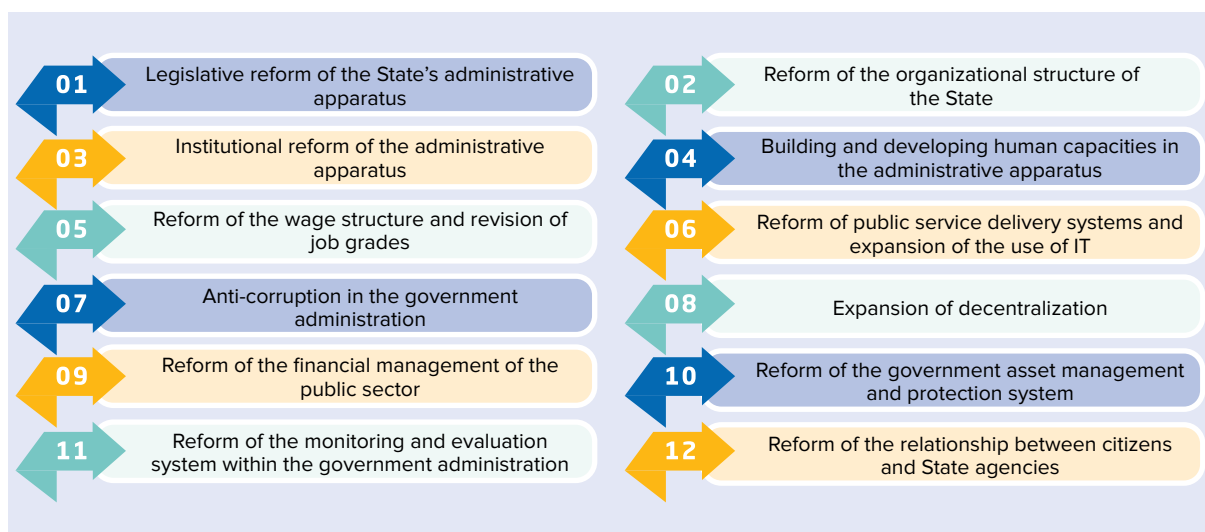 01
Legislative reform of the State’s administrative
apparatus
02
Reform of the organizational structure of
the State
03
Institutional reform of the administrative
apparatus
04
Building and developing human capacities in
the administrative apparatus
05
Reform of the wage structure and revision of
job grades
06
Reform of public service delivery systems and
expansion of the use of IT
07
Anti-corruption in the government
administration
08
Expansion of decentralization
09
Reform of the financial management of the
public sector
10
Reform of the government asset management
and protection system
11
Reform of the monitoring and evaluation
system within the government administration
12
Reform of the relationship between citizens
and State agencies